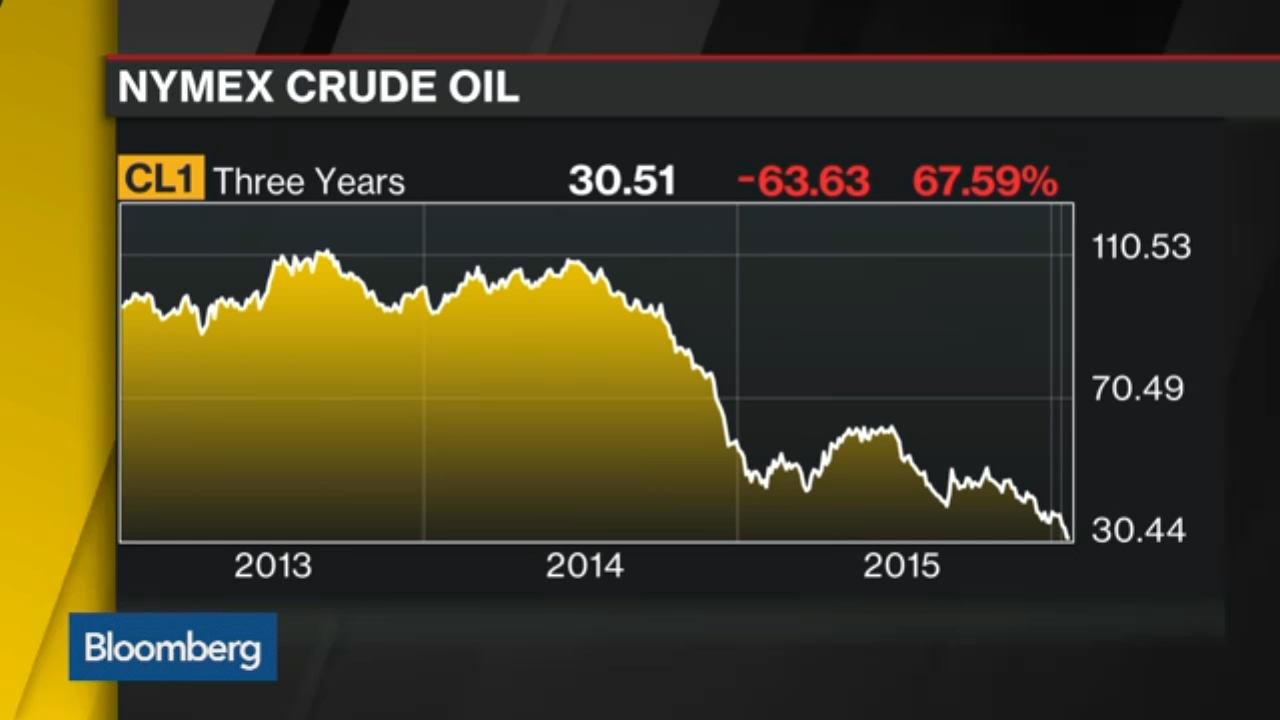 NYMEX CRUDE OIL
CL1 Three Years 30.51 -63.63 67.59%
110.53
70.49
30.44
2013 2014 2015
Bloomberg